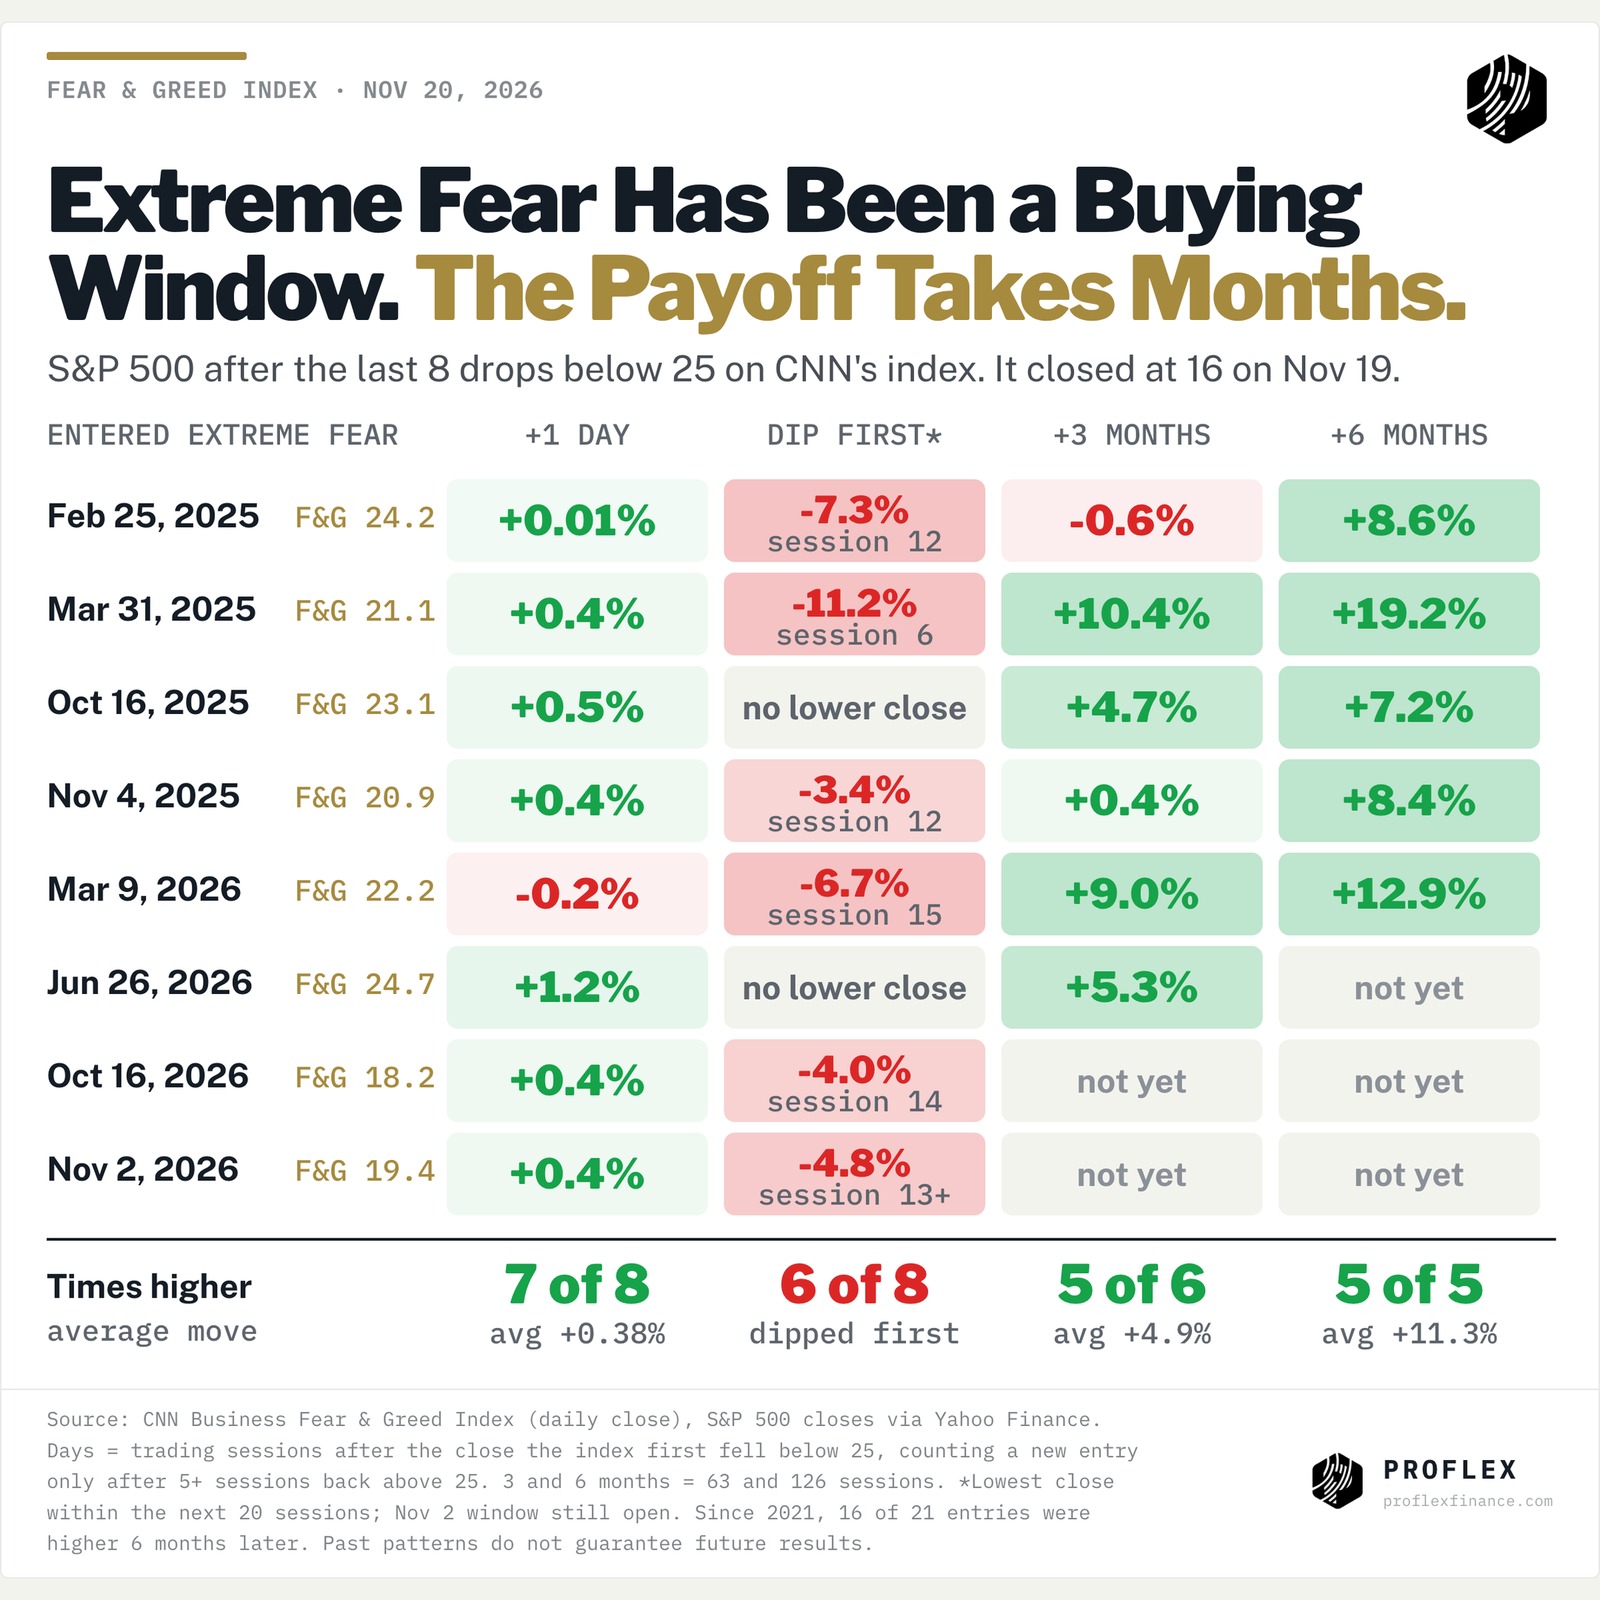 FEAR & GREED INDEX · NOV 20, 2026
Extreme Fear Has Been a Buying
Window. The Payoff Takes Months.
S&P 500 after the last 8 drops below 25 on CNN's index. It closed at 16 on Nov 19.
ENTERED EXTREME FEAR +1 DAY DIP FIRST* +3 MONTHS +6 MONTHS
Feb 25, 2025 F&G 24.2 +0.01% -7.3% session 12 -0.6% +8.6%
Mar 31, 2025 F&G 21.1 +0.4% -11.2% session 6 +10.4% +19.2%
Oct 16, 2025 F&G 23.1 +0.5% no lower close +4.7% +7.2%
Nov 4, 2025 F&G 20.9 +0.4% -3.4% session 12 +0.4% +8.4%
Mar 9, 2026 F&G 22.2 -0.2% -6.7% session 15 +9.0% +12.9%
Jun 26, 2026 F&G 24.7 +1.2% no lower close +5.3% not yet
Oct 16, 2026 F&G 18.2 +0.4% -4.0% session 14 not yet not yet
Nov 2, 2026 F&G 19.4 +0.4% -4.8% session 13+ not yet not yet
Times higher 7 of 8 6 of 8 5 of 6 5 of 5
average move avg +0.38% dipped first avg +4.9% avg +11.3%
Source: CNN Business Fear & Greed Index (daily close), S&P 500 closes via Yahoo Finance.
Days = trading sessions after the close the index first fell below 25, counting a new entry
only after 5+ sessions back above 25. 3 and 6 months = 63 and 126 sessions. *Lowest close
within the next 20 sessions; Nov 2 window still open. Since 2021, 16 of 21 entries were
higher 6 months later. Past patterns do not guarantee future results.
PROFLEX
proflexfinance.com